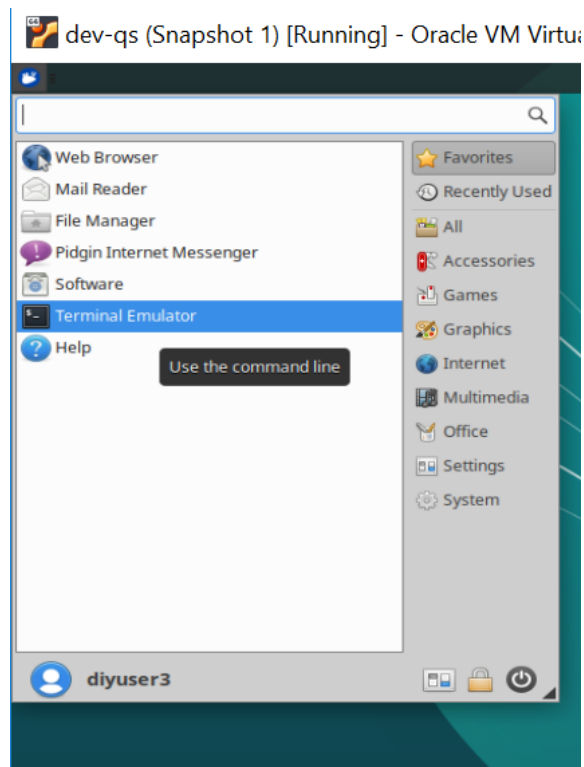 dev-qs (Snapshot 1) [Running] - Oracle VM
Web Browser
Mail Reader
File Manager
Pidgin Internet Messenger
Software
Terminal Emulator
Help
Use the command line
Favorites
Recently Used
All
Accessories
Games
Graphics
Internet
Multimedia
Office
Settings
System
diyuser3